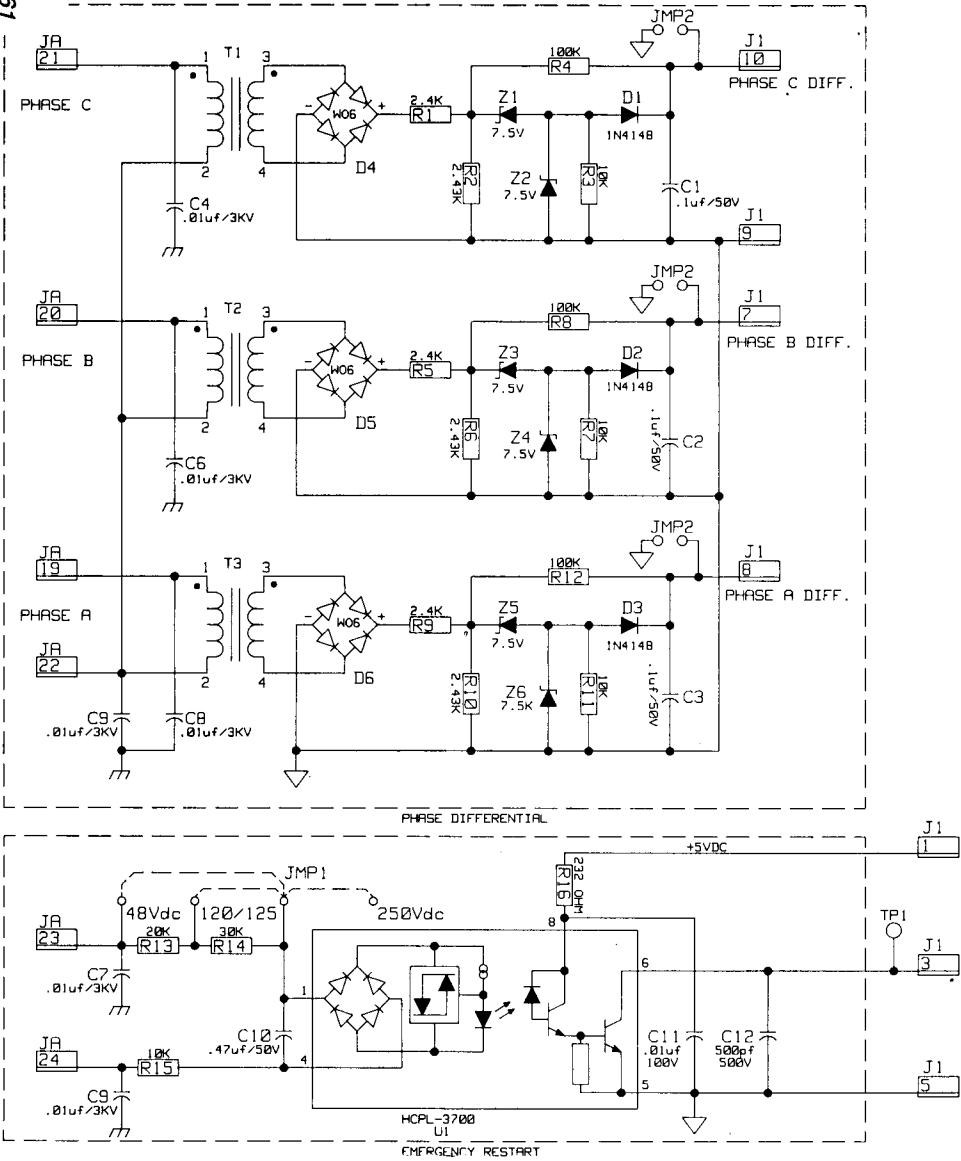 61
JMP2
JA
21
PHASE C
1
T1
3
2
4
C4
.01uf/3KV
-
W06
+
D4
2.4K
R1
100K
R4
Z1
7.5V
D1
1N4148
R2
2.43K
Z2
7.5V
R3
10K
C1
.1uf/50V
J1
10
PHASE C DIFF.
J1
9
JMP2
JA
20
PHASE B
1
T2
3
2
4
C6
.01uf/3KV
-
W06
+
D5
2.4K
R5
100K
R8
Z3
7.5V
D2
1N4148
R6
2.43K
Z4
7.5V
R7
10K
C2
.1uf/50V
J1
7
PHASE B DIFF.
JMP2
JA
19
PHASE A
JA
22
1
T3
3
2
4
C9
.01uf/3KV
C8
.01uf/3KV
-
W06
+
D6
2.4K
R9
100K
R12
Z5
7.5V
D3
1N4148
R10
2.43K
Z6
7.5K
R11
10K
C3
.1uf/50V
J1
8
PHASE A DIFF.
PHASE DIFFERENTIAL
J1
1
+5VDC
JMP1
48Vdc
120/125
250Vdc
JA
23
20K
R13
30K
R14
C7
.01uf/3KV
JA
24
10K
R15
C9
.01uf/3KV
C10
.47uf/50V
1
4
232 OHM
R16
8
6
5
C11
.01uf
100V
C12
500pf
500V
TP1
J1
3
J1
5
HCPL-3700
U1
EMERGENCY RESTART